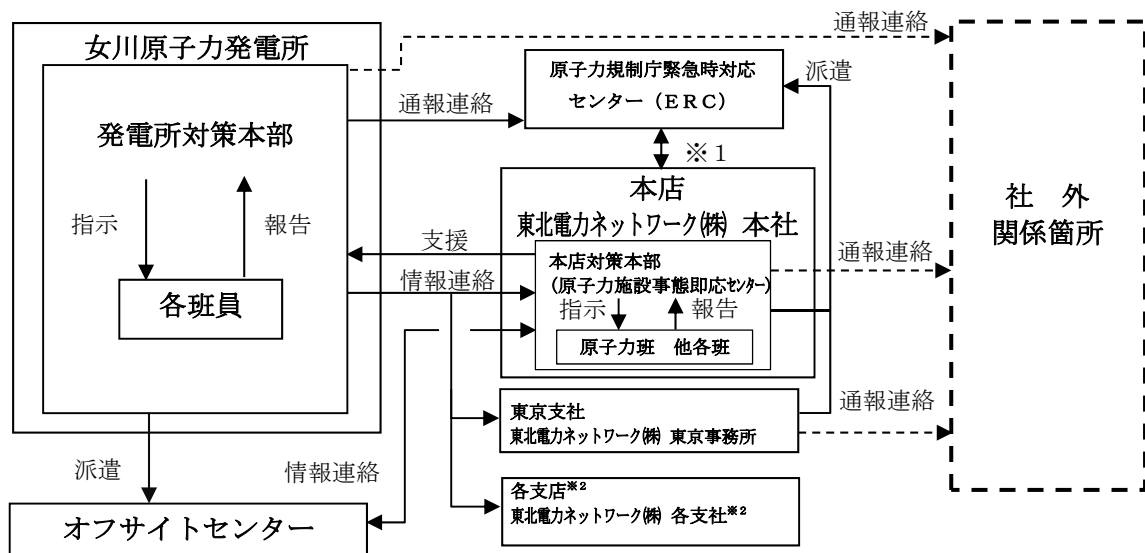 女川原子力発電所
発電所対策本部
指示
報告
各班員
派遣
オフサイトセンター
通報連絡
通報連絡
原子力規制庁緊急時対応
センター（ＥＲＣ）
派遣
※１
本店
東北電力ネットワーク㈱ 本社
支援
情報連絡
情報連絡
本店対策本部
(原子力施設事態即応センター)
指示
報告
原子力班 他各班
通報連絡
東京支社
東北電力ネットワーク㈱ 東京事務所
通報連絡
各支店※2
東北電力ネットワーク㈱ 各支社※2
社 外
関係箇所